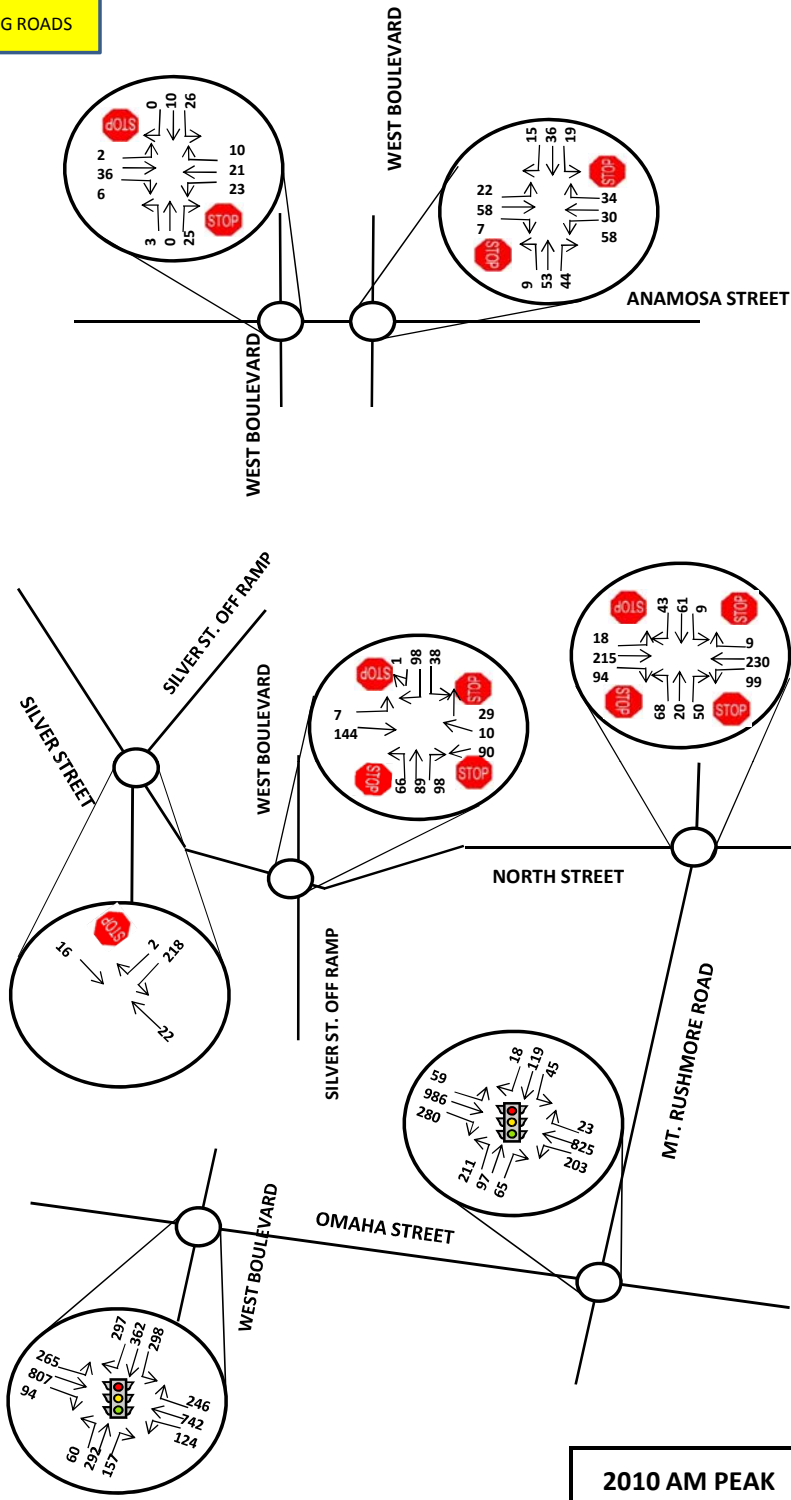 G ROADS
WEST BOULEVARD
STOP
0
10
26
2
36
6
10
21
23
3
0
25
STOP
15
36
19
STOP
22
58
7
34
30
58
STOP
9
53
44
ANAMOSA STREET
WEST BOULEVARD
SILVER ST. OFF RAMP
SILVER STREET
WEST BOULEVARD
STOP
1
98
38
STOP
7
144
29
10
90
STOP
66
89
98
STOP
STOP
43
61
9
STOP
18
215
94
9
230
99
STOP
68
20
50
STOP
NORTH STREET
STOP
16
2
218
22
SILVER ST. OFF RAMP
MT. RUSHMORE ROAD
59
986
280
18
119
45
23
825
203
211
97
65
OMAHA STREET
WEST BOULEVARD
265
807
94
297
362
298
246
742
124
60
292
157
2010 AM PEAK